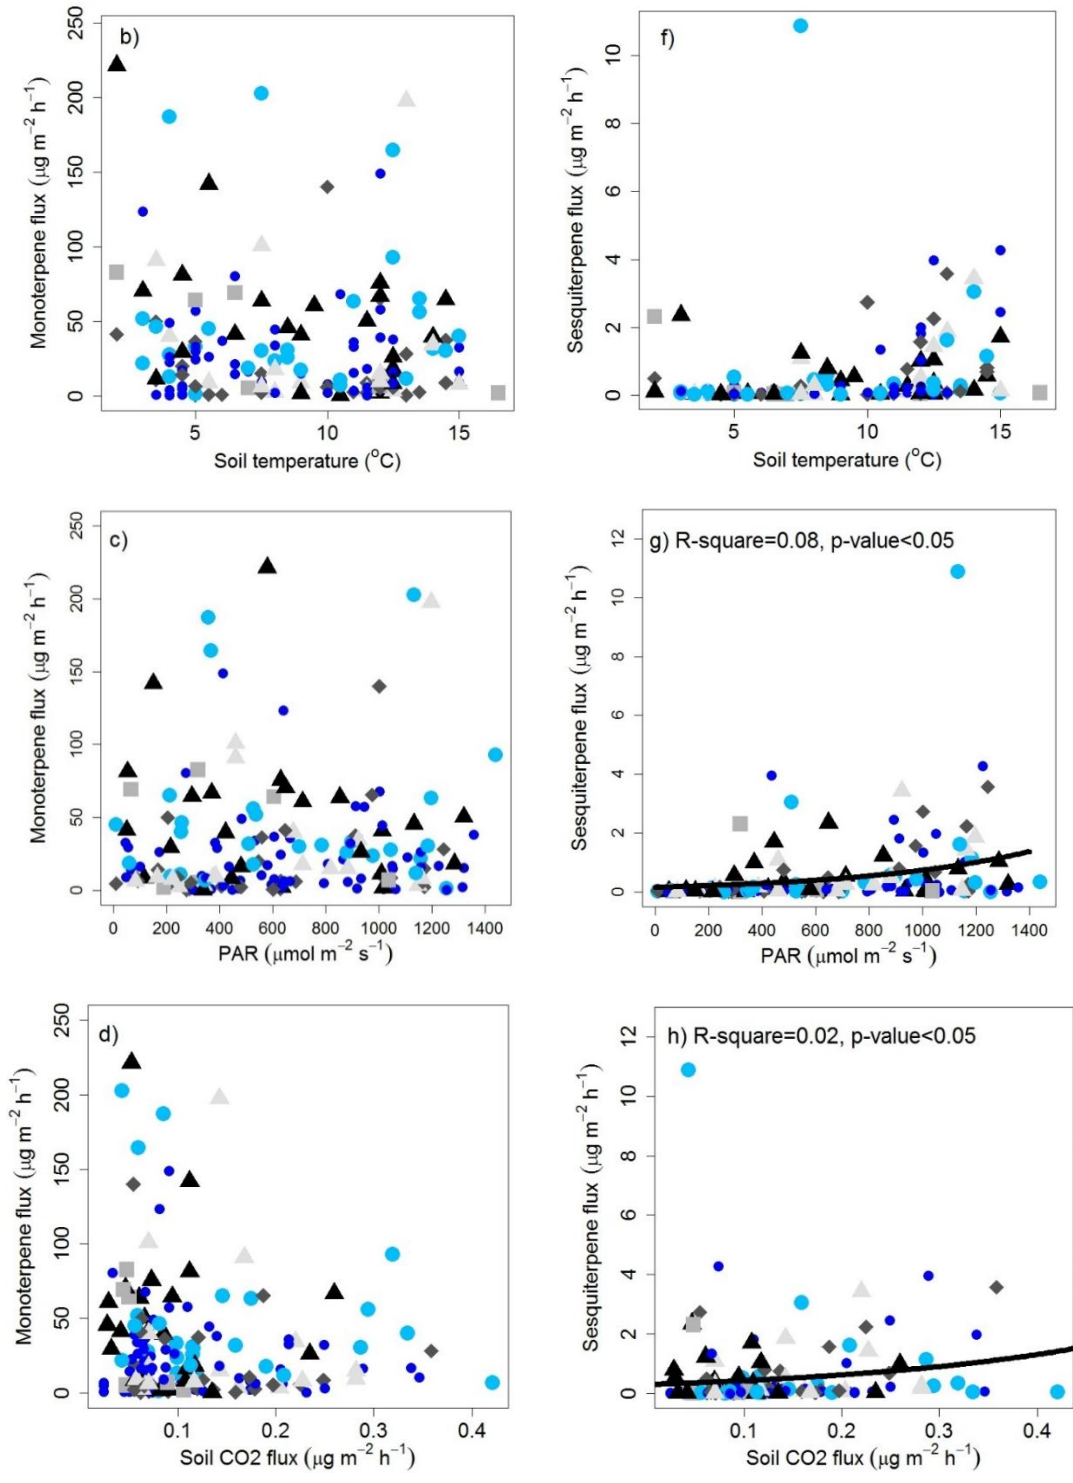 b)
Monoterpene flux (μg m⁻² h⁻¹)
0 50 100 150 200 250
5 10 15
Soil temperature (°C)
f)
Sesquiterpene flux (μg m⁻² h⁻¹)
0 2 4 6 8 10
5 10 15
Soil temperature (°C)
c)
Monoterpene flux (μg m⁻² h⁻¹)
0 50 100 150 200 250
0 200 400 600 800 1000 1200 1400
PAR (μmol m⁻² s⁻¹)
g) R-square=0.08, p-value<0.05
Sesquiterpene flux (μg m⁻² h⁻¹)
0 2 4 6 8 10 12
0 200 400 600 800 1000 1200 1400
PAR (μmol m⁻² s⁻¹)
d)
Monoterpene flux (μg m⁻² h⁻¹)
0 50 100 150 200 250
0.1 0.2 0.3 0.4
Soil CO2 flux (μg m⁻² h⁻¹)
h) R-square=0.02, p-value<0.05
Sesquiterpene flux (μg m⁻² h⁻¹)
0 2 4 6 8 10 12
0.1 0.2 0.3 0.4
Soil CO2 flux (μg m⁻² h⁻¹)